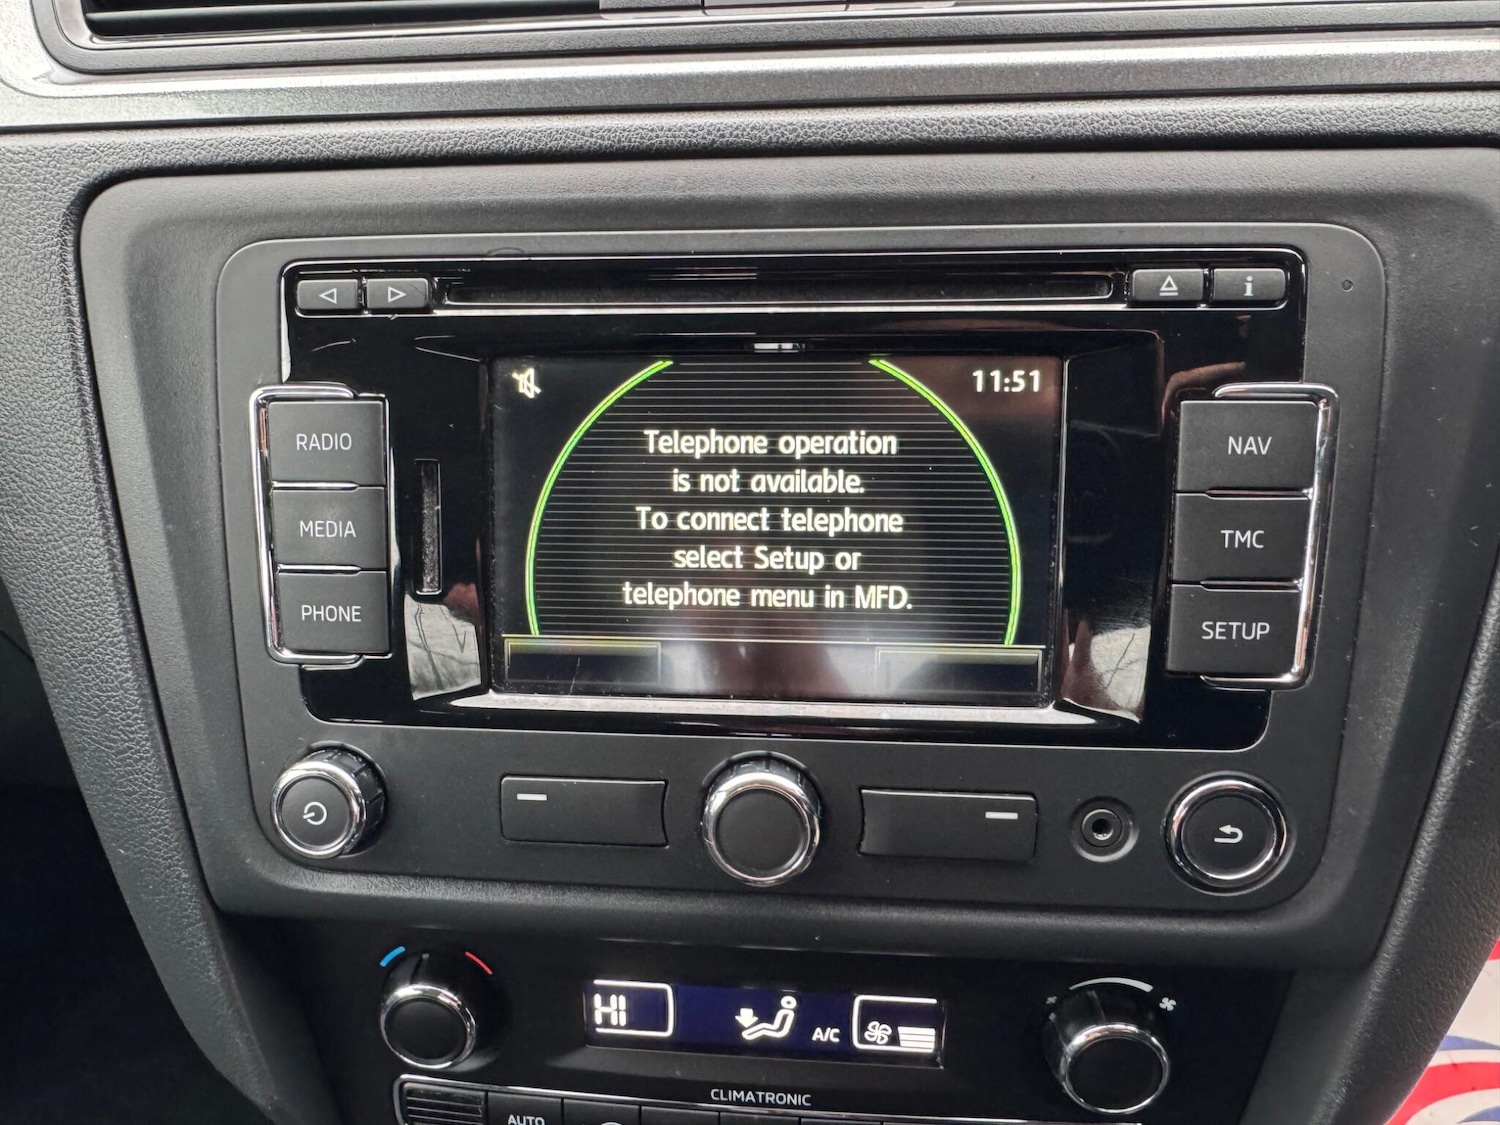 i
11:51
RADIO
MEDIA
PHONE
Telephone operation
is not available.
To connect telephone
select Setup or
telephone menu in MFD.
NAV
TMC
SETUP
HI
A/C
CLIMATRONIC
AUTO